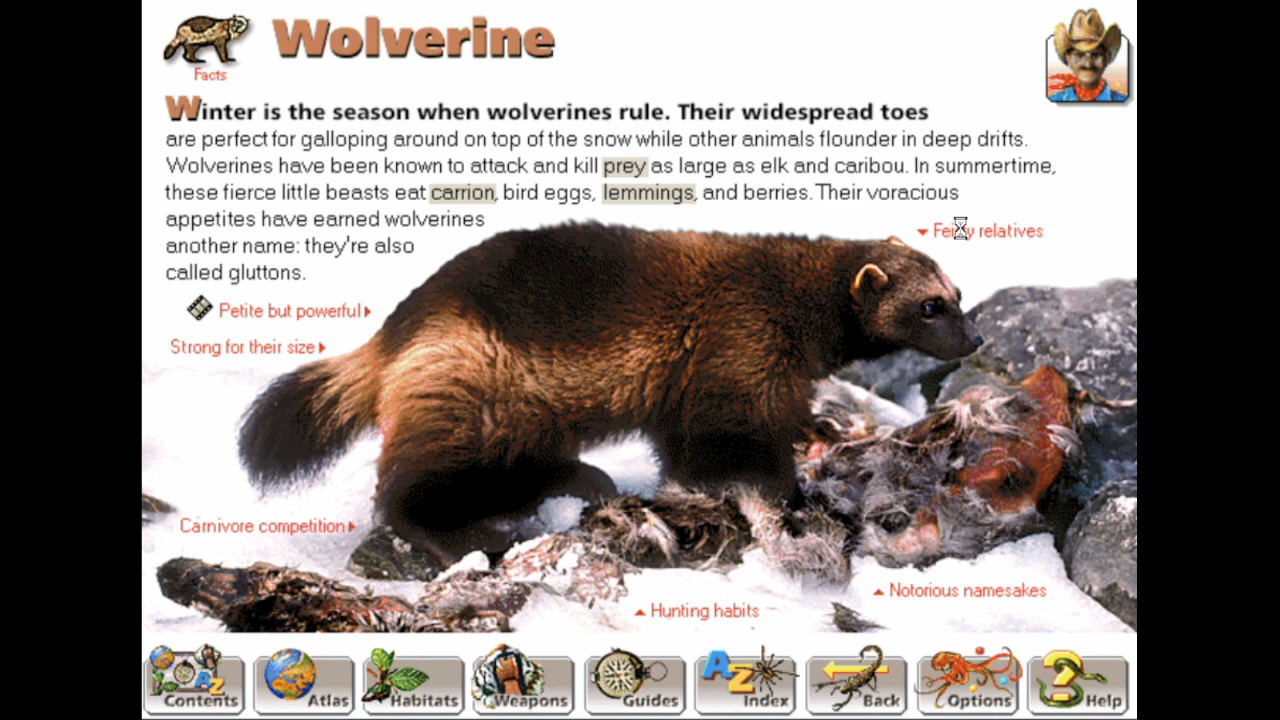 Wolverine
Facts
Winter is the season when wolverines rule. Their widespread toes
are perfect for galloping around on top of the snow while other animals flounder in deep drifts.
Wolverines have been known to attack and kill prey as large as elk and caribou. In summertime,
these fierce little beasts eat carrion, bird eggs, lemmings, and berries. Their voracious
appetites have earned wolverines
another name: they're also
called gluttons.
relatives
Petite but powerful
Strong for their size
Carnivore competition
Notorious namesakes
Hunting habits
Contents
Atlas
Habitats
Weapons
Guides
AZ Index
Back
Options
? Help